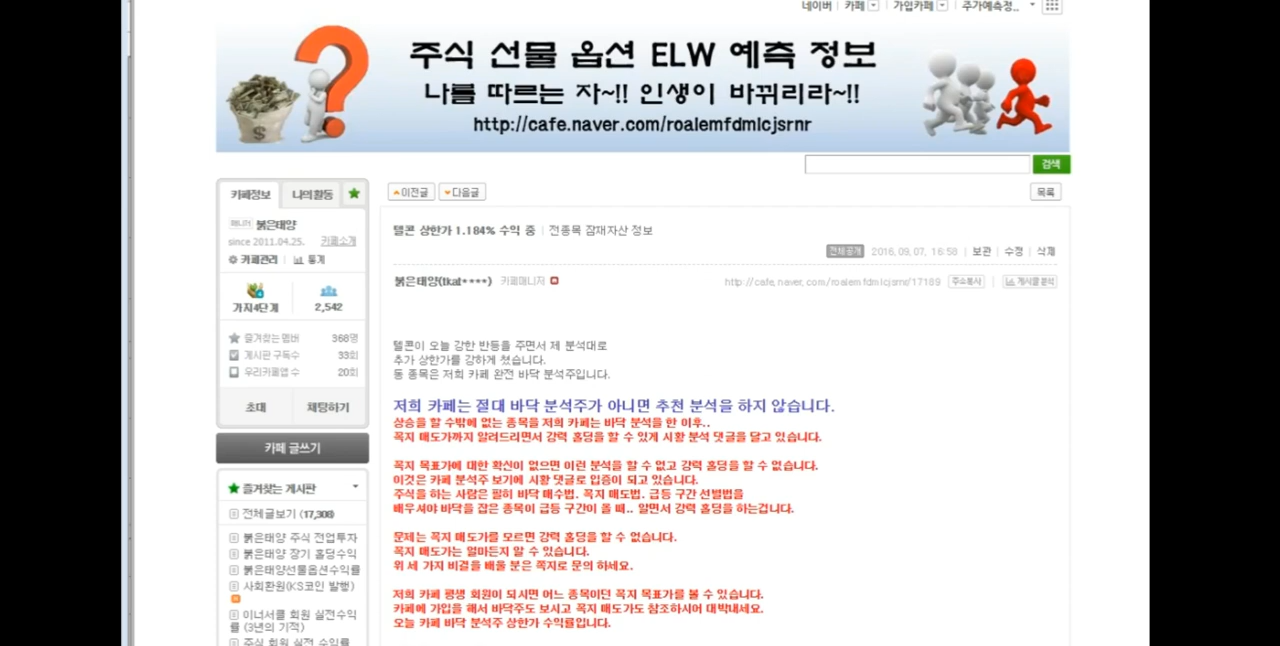 네이버 카페 가입카페 주가예측정..
주식 선물 옵션 ELW 예측 정보
나를 따르는 자~!! 인생이 바뀌리라~!!
http://cafe.naver.com/roalemfdmlcjsrnr
검색
카페정보 나의활동
이전글 다음글 목록
매니저 붉은태양
since 2011.04.25. 카페소개
카페관리 통계
가지4단계 2,542
즐겨찾는 멤버 368명
게시판 구독수 33회
우리카페앱 수 20회
초대 채팅하기
카페 글쓰기
즐겨찾는 게시판
전체글보기 (17,308)
붉은태양 주식 전업투자
붉은태양 장기 홀딩수익
붉은태양선물옵션수익률
사회환원(KS코인 발행)
이너서클 회원 실전수익
률 (3년의 기적)
주식 회원 실전 수익률
텔콘 상한가 1.184% 수익 중 | 전종목 잠재자산 정보
전체공개 2016.09.07. 16:58 | 보관 | 수정 | 삭제
붉은태양(tkat****) 카페매니저
http://cafe.naver.com/roalemfdmlcjsrnr/17189 주소복사 게시물분석
텔콘이 오늘 강한 반등을 주면서 제 분석대로
추가 상한가를 강하게 쳤습니다.
동 종목은 저희 카페 완전 바닥 분석주입니다.
저희 카페는 절대 바닥 분석주가 아니면 추천 분석을 하지 않습니다.
상승을 할 수밖에 없는 종목을 저희 카페는 바닥 분석을 한 이후..
꼭지 매도가까지 알려드리면서 강력 홀딩을 할 수 있게 시황 분석 댓글을 달고 있습니다.
꼭지 목표가에 대한 확신이 없으면 이런 분석을 할 수 없고 강력 홀딩을 할 수 없습니다.
이것은 카페 분석주 보기에 시황 댓글로 입증이 되고 있습니다.
주식을 하는 사람은 필히 바닥 매수법. 꼭지 매도법. 급등 구간 선별법을
배우셔야 바닥을 잡은 종목이 급등 구간이 올 때.. 알면서 강력 홀딩을 하는겁니다.
문제는 꼭지 매도가를 모르면 강력 홀딩을 할 수 없습니다.
꼭지 매도가는 얼마든지 알 수 있습니다.
위 세 가지 비결을 배울 분은 쪽지로 문의 하세요.
저희 카페 평생 회원이 되시면 어느 종목이던 꼭지 목표가를 볼 수 있습니다.
카페에 가입을 해서 바닥주도 보시고 꼭지 매도가도 참조하시어 대박내세요.
오늘 카페 바닥 분석주 상한가 수익률입니다.